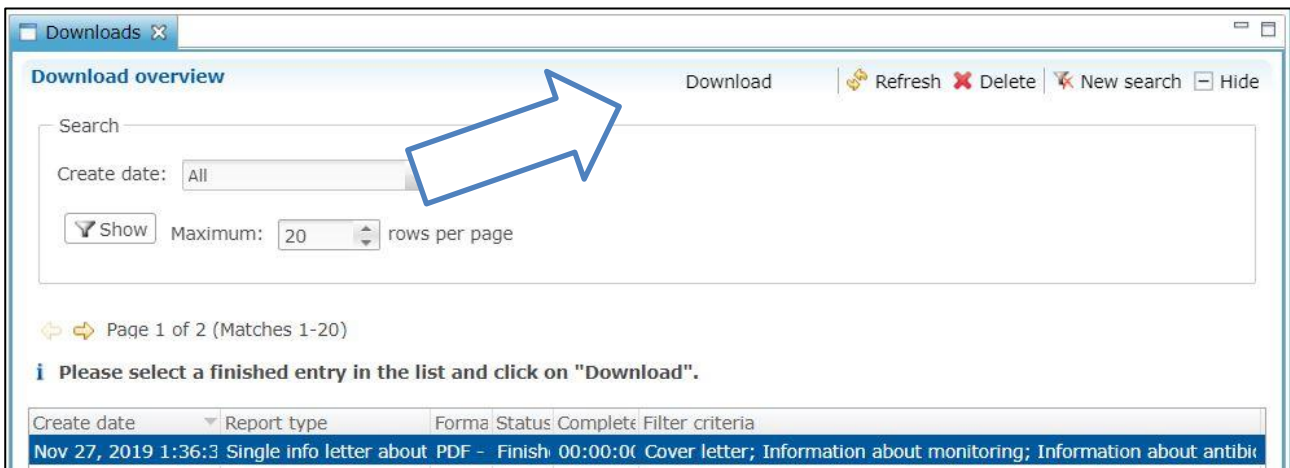 Downloads
Download overview Download Refresh Delete New search Hide
Search
Create date: All
Show Maximum: 20 rows per page
Page 1 of 2 (Matches 1-20)
i Please select a finished entry in the list and click on "Download".
Create date Report type Forma Status Complete Filter criteria
Nov 27, 2019 1:36:3 Single info letter about PDF - Finish 00:00:0( Cover letter; Information about monitoring; Information about antibi